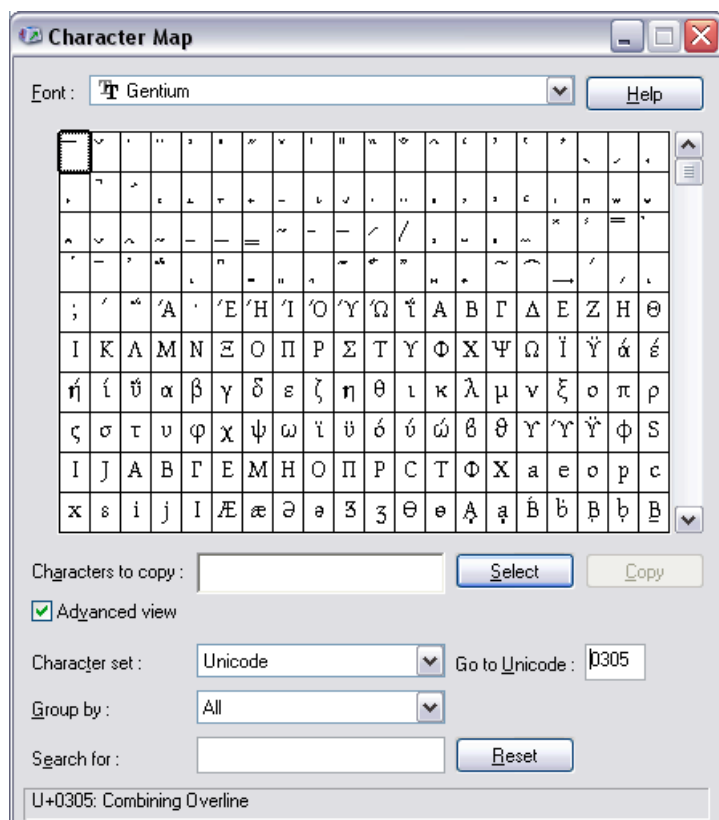 Character Map
Font : Gentium Help
; ΄ ΅ Ά · Έ Ή Ί Ό Ύ Ώ ΐ Α Β Γ Δ Ε Ζ Η Θ
Ι Κ Λ Μ Ν Ξ Ο Π Ρ Σ Τ Υ Φ Χ Ψ Ω Ϊ Ϋ ά έ
ή ί ΰ α β γ δ ε ζ η θ ι κ λ μ ν ξ ο π ρ
ς σ τ υ φ χ ψ ω ϊ ϋ ό ύ ώ ϐ ϑ ϒ ϓ ϔ ϕ Ѕ
І Ј А В Г Е М Н О П Р С Т Ф Х а е о р с
х ѕ і ј Ӏ Ӕ ӕ Ә ә Ӡ ӡ Ө ө Ḁ ḁ Ḃ ḃ Ḅ ḅ Ḇ
Characters to copy : Select Copy
Advanced view
Character set : Unicode Go to Unicode : 0305
Group by : All
Search for : Reset
U+0305: Combining Overline